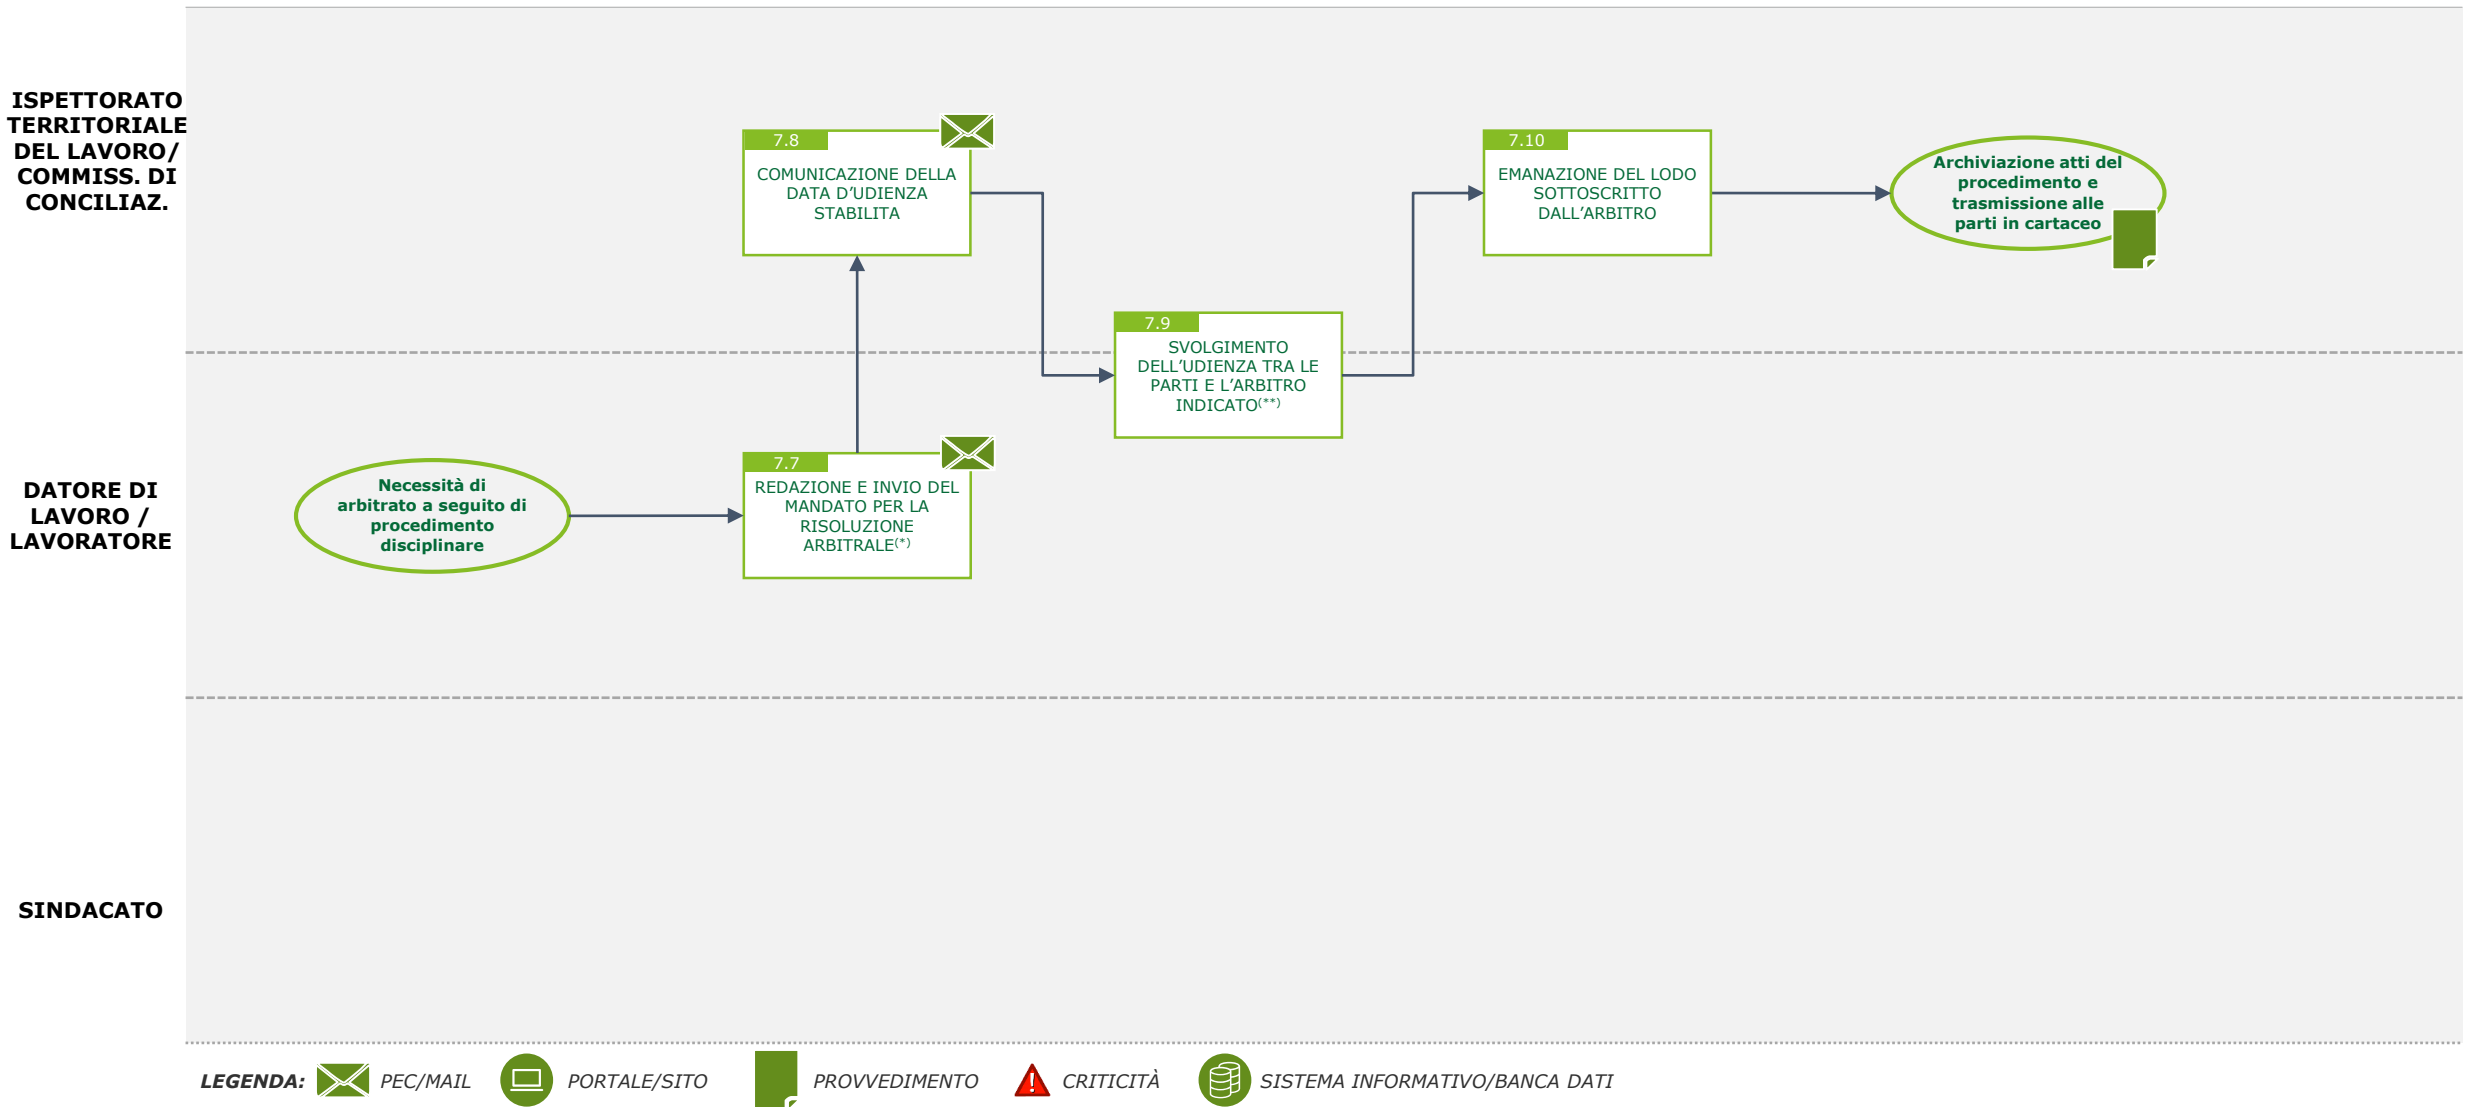 ISPETTORATO
TERRITORIALE
DEL LAVORO/
COMMISS. DI
CONCILIAZ.
7.8
COMUNICAZIONE DELLA
DATA D'UDIENZA
STABILITA
7.10
EMANAZIONE DEL LODO
SOTTOSCRITTO
DALL'ARBITRO
Archiviazione atti del
procedimento e
trasmissione alle
parti in cartaceo
7.9
SVOLGIMENTO
DELL'UDIENZA TRA LE
PARTI E L'ARBITRO
INDICATO(**)
DATORE DI
LAVORO /
LAVORATORE
Necessità di
arbitrato a seguito di
procedimento
disciplinare
7.7
REDAZIONE E INVIO DEL
MANDATO PER LA
RISOLUZIONE
ARBITRALE(*)
SINDACATO
LEGENDA: PEC/MAIL PORTALE/SITO PROVVEDIMENTO CRITICITÀ SISTEMA INFORMATIVO/BANCA DATI